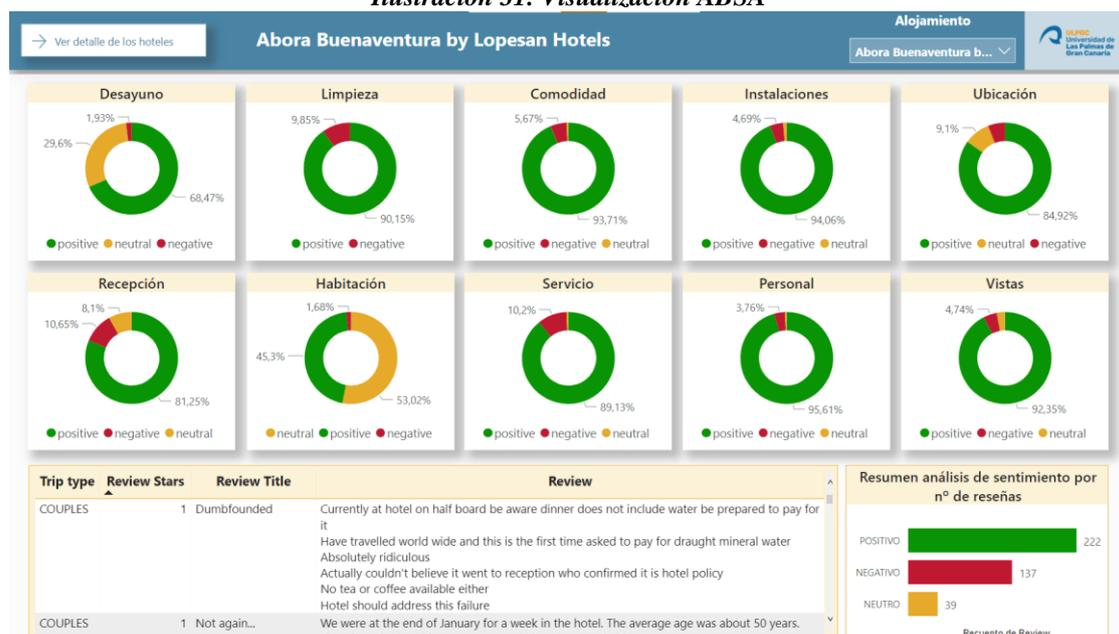 Ilustración 31. Visualización ABSA
Ver detalle de los hoteles
Abora Buenaventura by Lopesan Hotels
Alojamiento
Abora Buenaventura b...
ULPGC
Universidad de
Las Palmas de
Gran Canaria
Desayuno
1,93%
29,6%
68,47%
positive neutral negative
Limpieza
9,85%
90,15%
positive negative
Comodidad
5,67%
93,71%
positive negative neutral
Instalaciones
4,69%
94,06%
positive negative neutral
Ubicación
9,1%
84,92%
positive neutral negative
Recepción
8,1%
10,65%
81,25%
positive negative neutral
Habitación
1,68%
45,3%
53,02%
neutral positive negative
Servicio
10,2%
89,13%
positive negative neutral
Personal
3,76%
95,61%
positive negative neutral
Vistas
4,74%
92,35%
positive negative neutral
Trip type Review Stars Review Title Review
COUPLES 1 Dumbfounded Currently at hotel on half board be aware dinner does not include water be prepared to pay for
it
Have travelled world wide and this is the first time asked to pay for draught mineral water
Absolutely ridiculous
Actually couldn't believe it went to reception who confirmed it is hotel policy
No tea or coffee available either
Hotel should address this failure
COUPLES 1 Not again... We were at the end of January for a week in the hotel. The average age was about 50 years.
Resumen análisis de sentimiento por
nº de reseñas
POSITIVO 222
NEGATIVO 137
NEUTRO 39
Recuento de Review